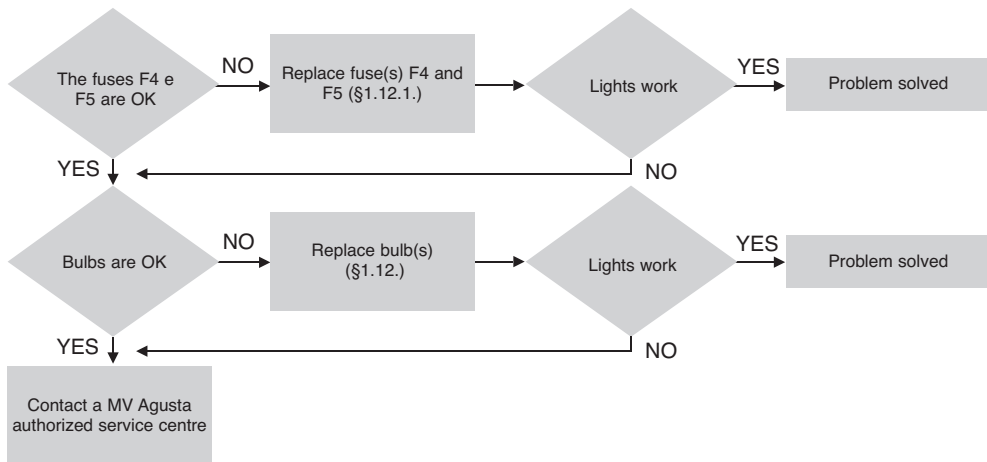 The fuses F4 e
F5 are OK
NO
Replace fuse(s) F4 and
F5 (§1.12.1.)
Lights work
YES
Problem solved
YES
NO
Bulbs are OK
NO
Replace bulb(s)
(§1.12.)
Lights work
YES
Problem solved
YES
NO
Contact a MV Agusta
authorized service centre